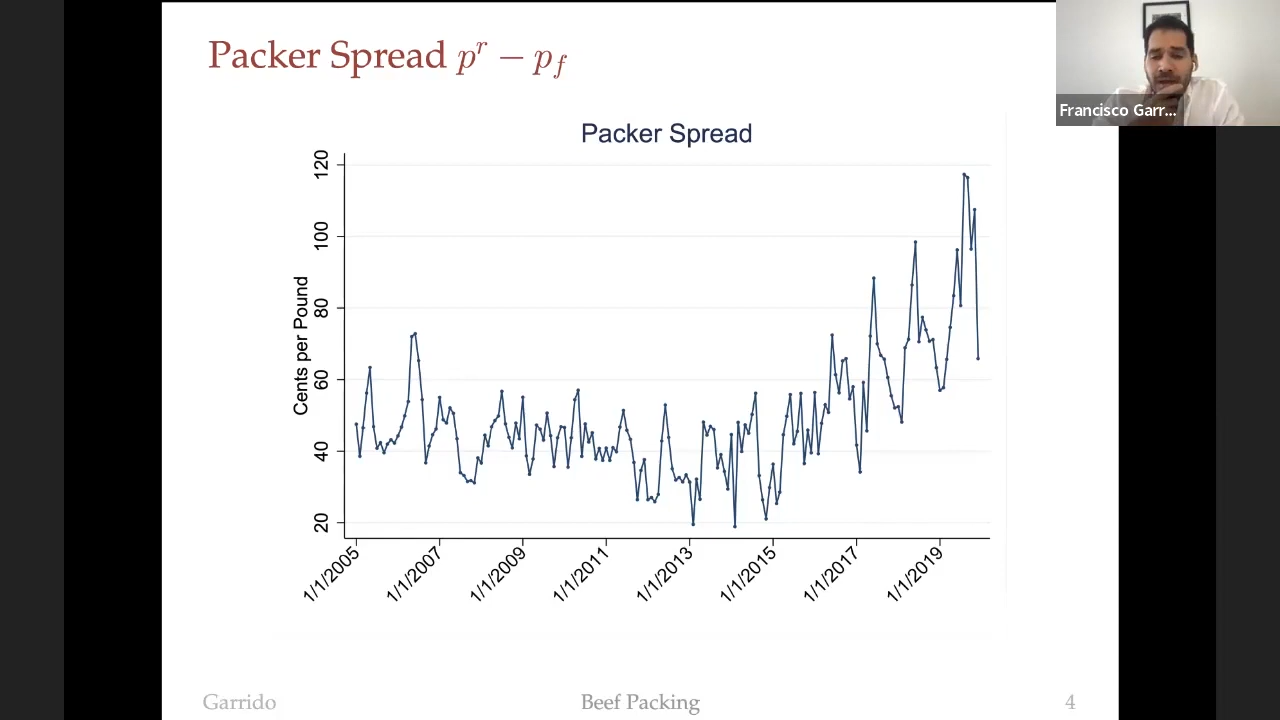 Packer Spread p^r − p_f
Francisco Garr...
Packer Spread
Cents per Pound
120
100
80
60
40
20
1/1/2005
1/1/2007
1/1/2009
1/1/2011
1/1/2013
1/1/2015
1/1/2017
1/1/2019
Garrido
Beef Packing
4